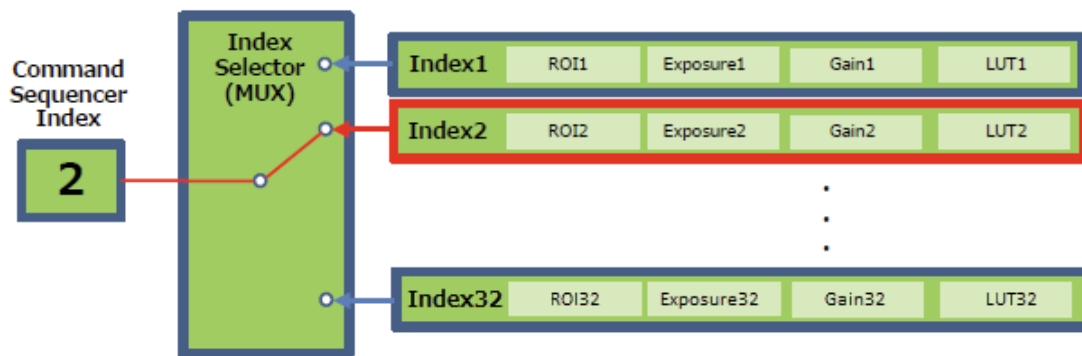 Command
Sequencer
Index
2
Index
Selector
(MUX)
Index1 ROI1 Exposure1 Gain1 LUT1
Index2 ROI2 Exposure2 Gain2 LUT2
Index32 ROI32 Exposure32 Gain32 LUT32